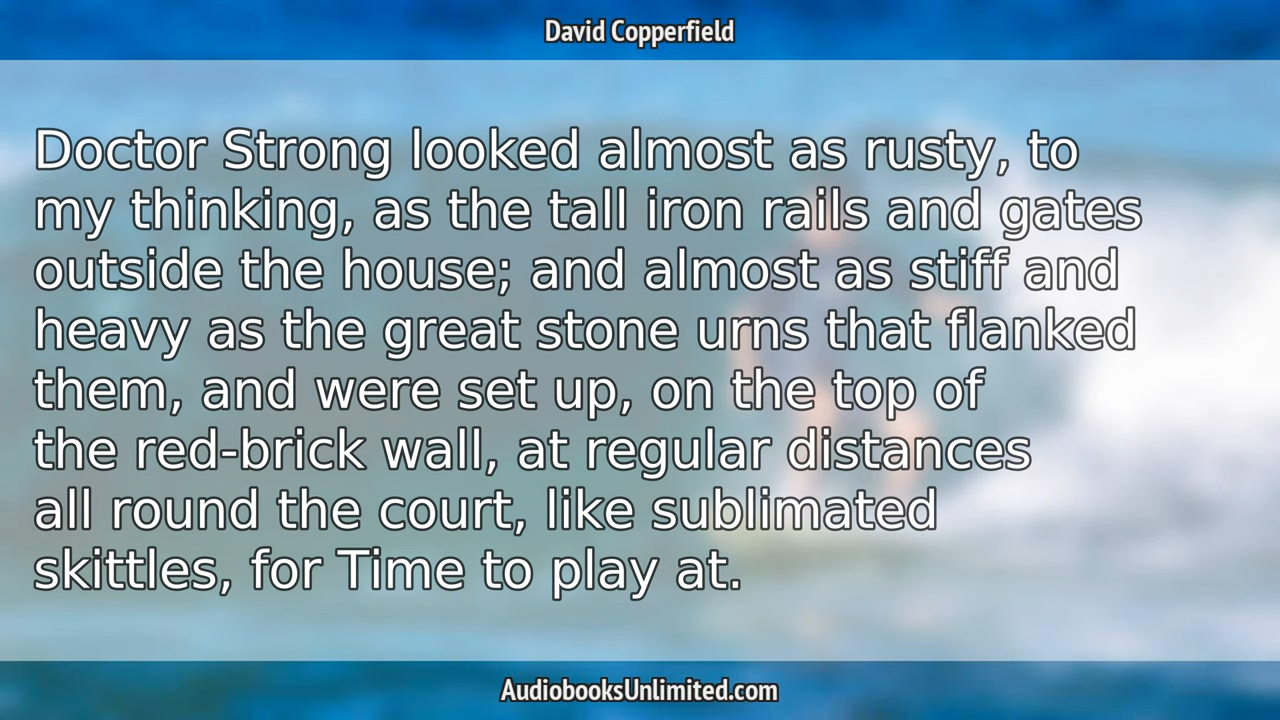 David Copperfield
Doctor Strong looked almost as rusty, to
my thinking, as the tall iron rails and gates
outside the house; and almost as stiff and
heavy as the great stone urns that flanked
them, and were set up, on the top of
the red-brick wall, at regular distances
all round the court, like sublimated
skittles, for Time to play at.
AudiobooksUnlimited.com